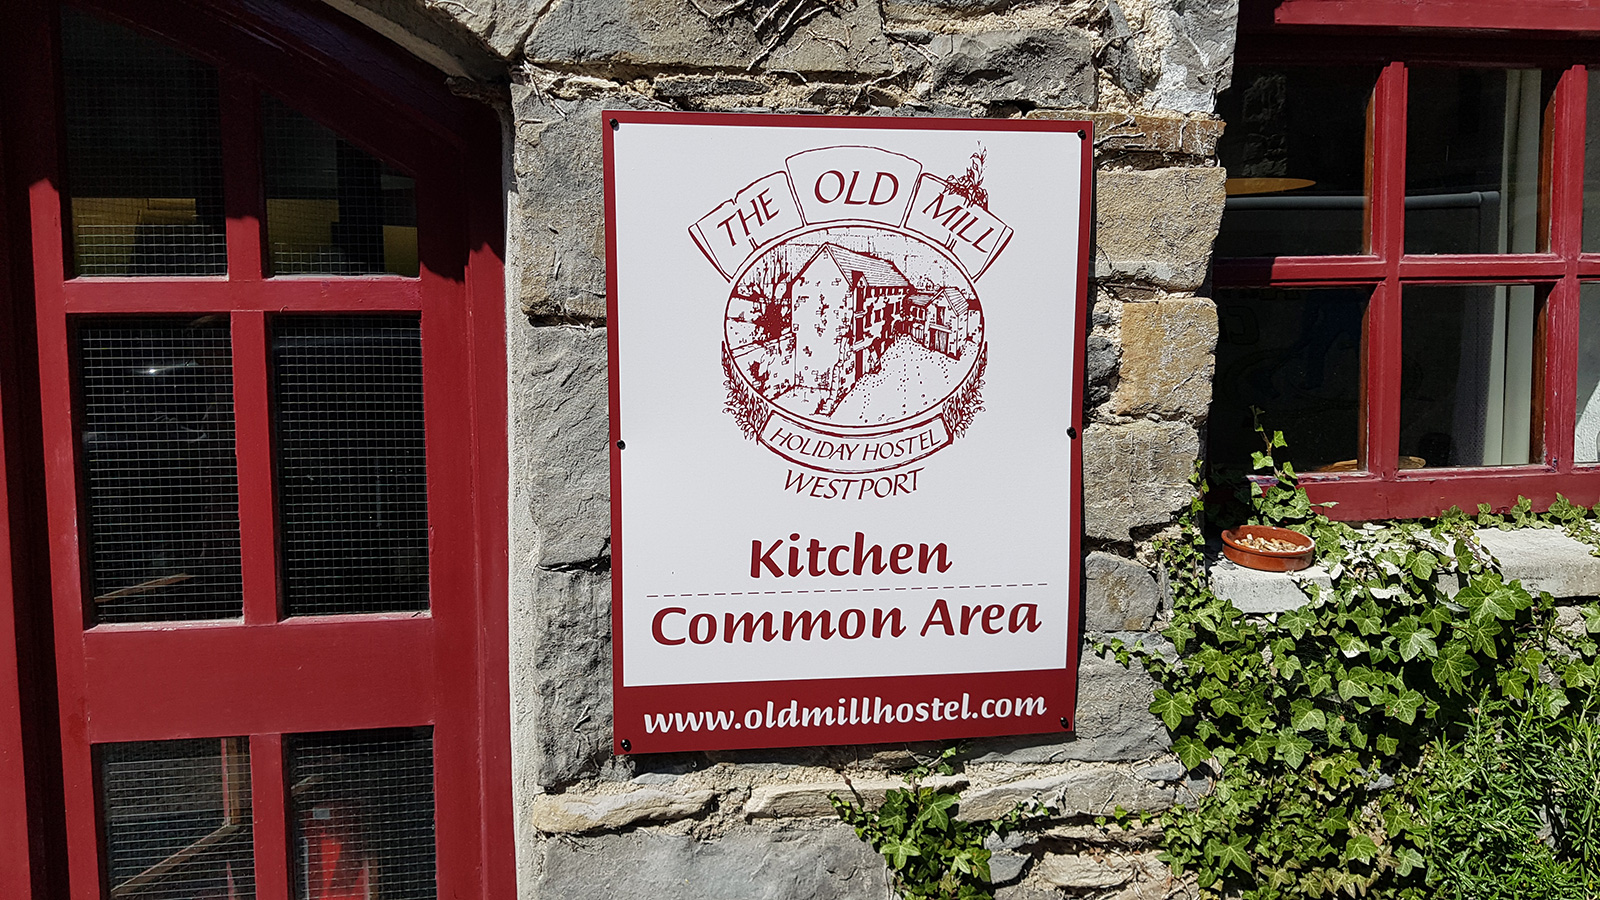 THE OLD MILL
HOLIDAY HOSTEL
WESTPORT
Kitchen
Common Area
www.oldmillhostel.com